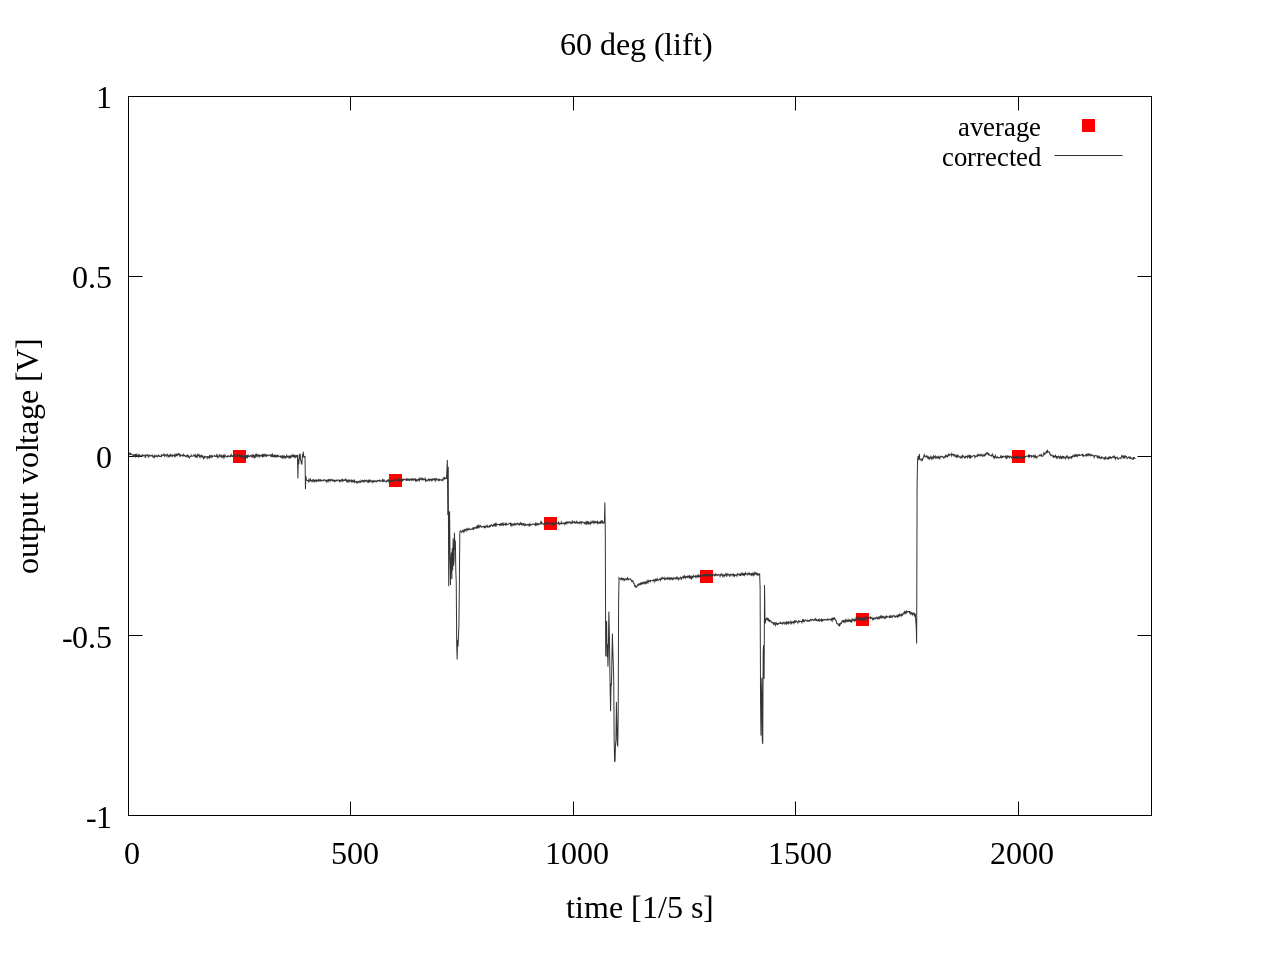 60 deg (lift)
1
average
corrected
0.5
0
-0.5
-1
output voltage [V]
0 500 1000 1500 2000
time [1/5 s]